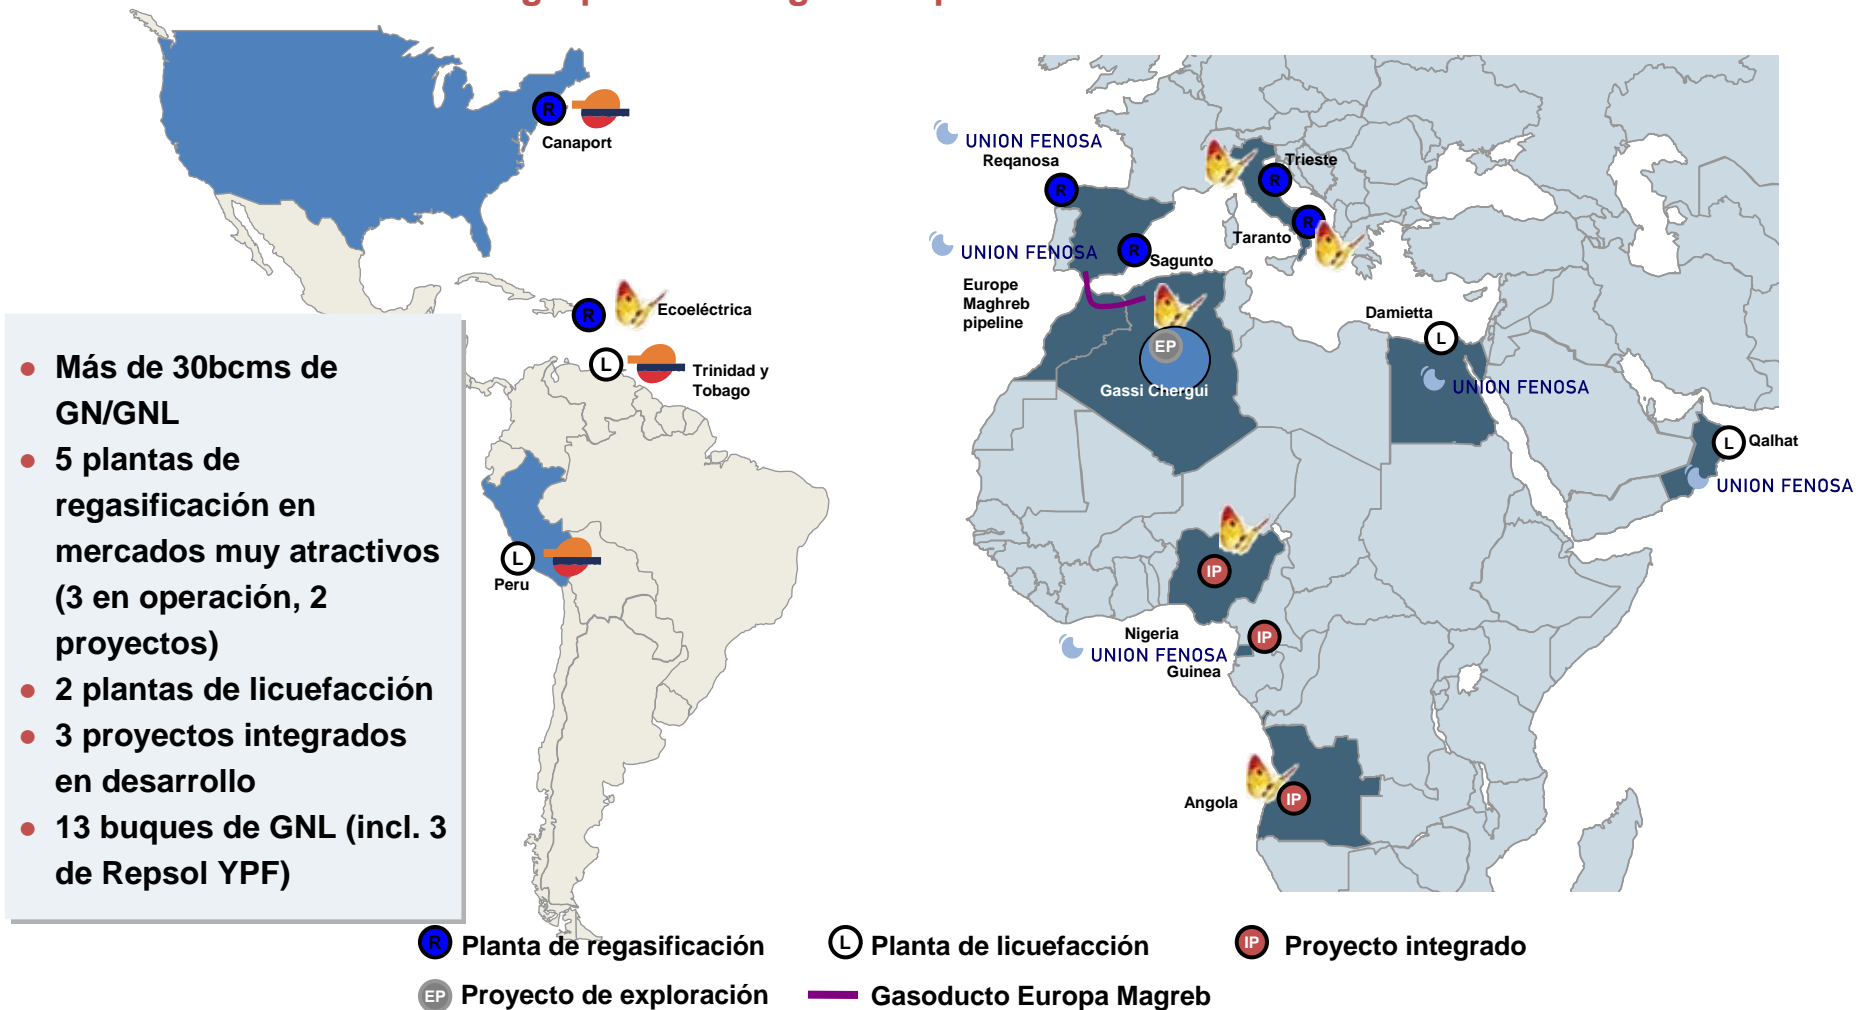 R
Canaport
R
Ecoeléctrica
L
Trinidad y
Tobago
L
Peru
• Más de 30bcms de
GN/GNL
• 5 plantas de
regasificación en
mercados muy atractivos
(3 en operación, 2
proyectos)
• 2 plantas de licuefacción
• 3 proyectos integrados
en desarrollo
• 13 buques de GNL (incl. 3
de Repsol YPF)
UNION FENOSA
Reqanosa
R
Trieste
R
Taranto
R
UNION FENOSA
R
Sagunto
Europe
Maghreb
pipeline
EP
Gassi Chergui
Damietta
L
UNION FENOSA
L
Qalhat
UNION FENOSA
IP
Nigeria
IP
UNION FENOSA
Guinea
Angola
IP
R Planta de regasificación
L Planta de licuefacción
IP Proyecto integrado
EP Proyecto de exploración
Gasoducto Europa Magreb